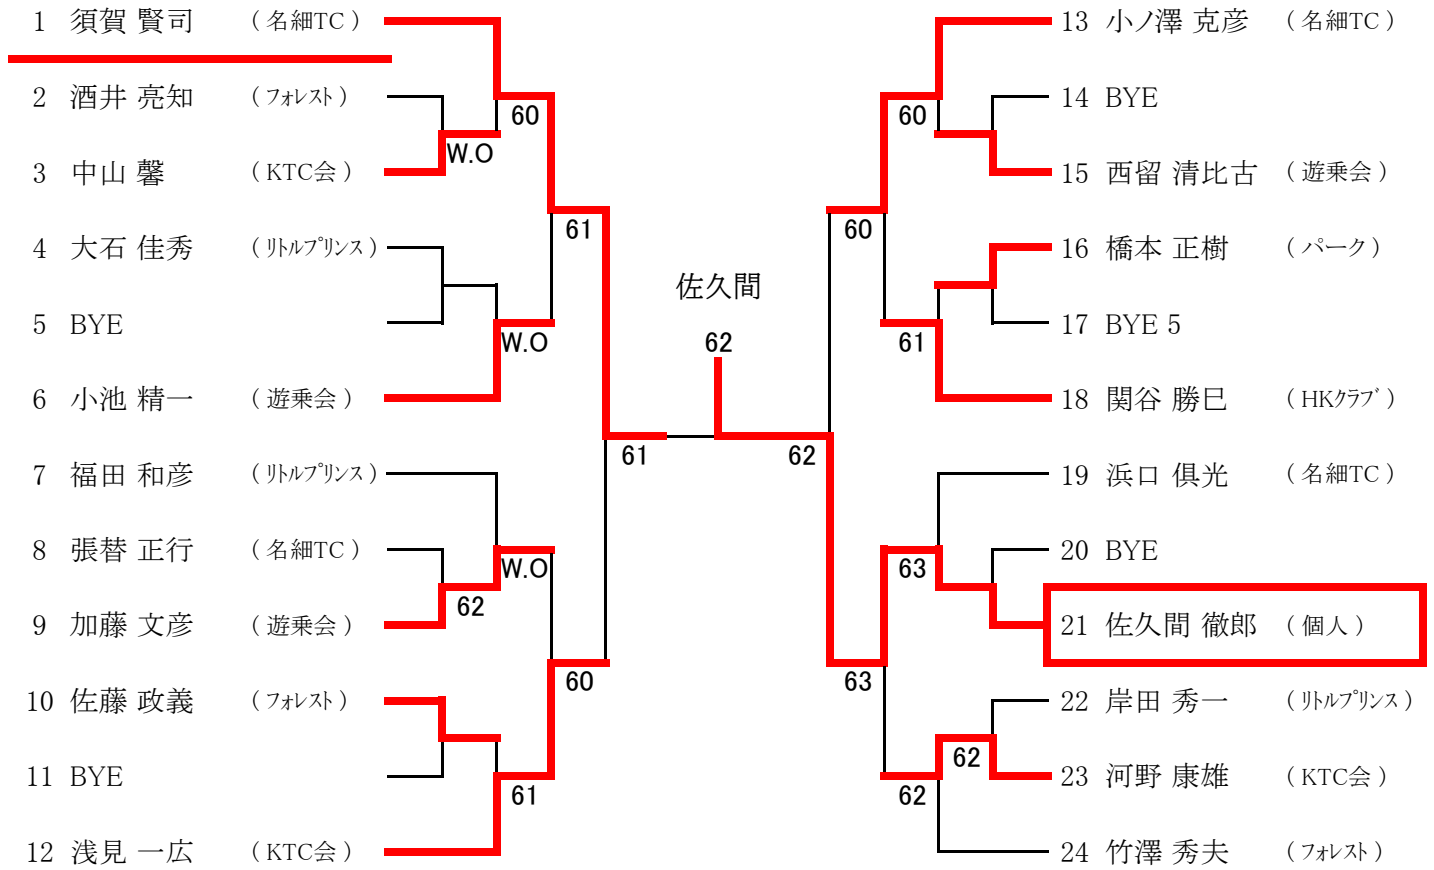 1 須賀 賢司 (名細TC)
2 酒井 亮知 (フォレスト)
3 中山 馨 (KTC会)
4 大石 佳秀 (リトルプリンス)
5 BYE
6 小池 精一 (遊乗会)
7 福田 和彦 (リトルプリンス)
8 張替 正行 (名細TC)
9 加藤 文彦 (遊乗会)
10 佐藤 政義 (フォレスト)
11 BYE
12 浅見 一広 (KTC会)
W.O
62
60
W.O
W.O
61
61
60
61
佐久間
62
62
60
63
60
61
63
62
62
13 小ノ澤 克彦 (名細TC)
14 BYE
15 西留 清比古 (遊乗会)
16 橋本 正樹 (パーク)
17 BYE 5
18 関谷 勝巳 (HKクラブ)
19 浜口 倶光 (名細TC)
20 BYE
21 佐久間 徹郎 (個人)
22 岸田 秀一 (リトルプリンス)
23 河野 康雄 (KTC会)
24 竹澤 秀夫 (フォレスト)